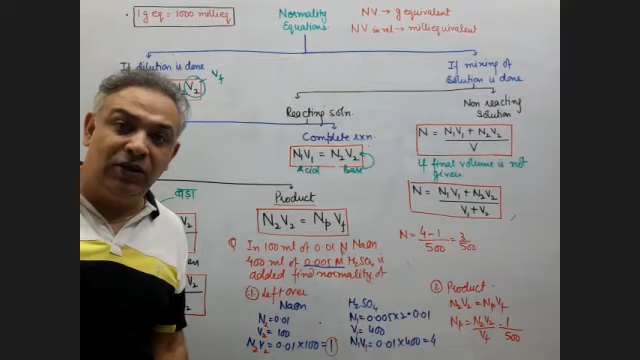 1 g eq = 1000 milli eq
Normality
Equations
NV → g equivalent
NV in ml → milliequivalent
If dilution is done
V2
Vf
If mixing of
Solution is done
Reacting soln.
Complete rxn.
N1V1 = N2V2
Acid Base
Non reacting
Solution
N = N1V1 + N2V2 / V
If final volume is not
given
N = N1V1 + N2V2 / V1 + V2
बड़ा
Product
N2V2 = NpVf
N = 4-1/500 = 3/500
Q In 100 ml of 0.01 N NaOH
400 ml of 0.005 M H2SO4 is
added find normality of
① Left over
NaOH
N2 = 0.01
V2 = 100
N2V2 = 0.01 × 100 = 1
H2SO4
N1 = 0.005 × 2 = 0.01
V1 = 400
N1V1 = 0.01 × 400 = 4
② Product
N2V2 = NpVf
Np = N2V2/Vf = 1/500